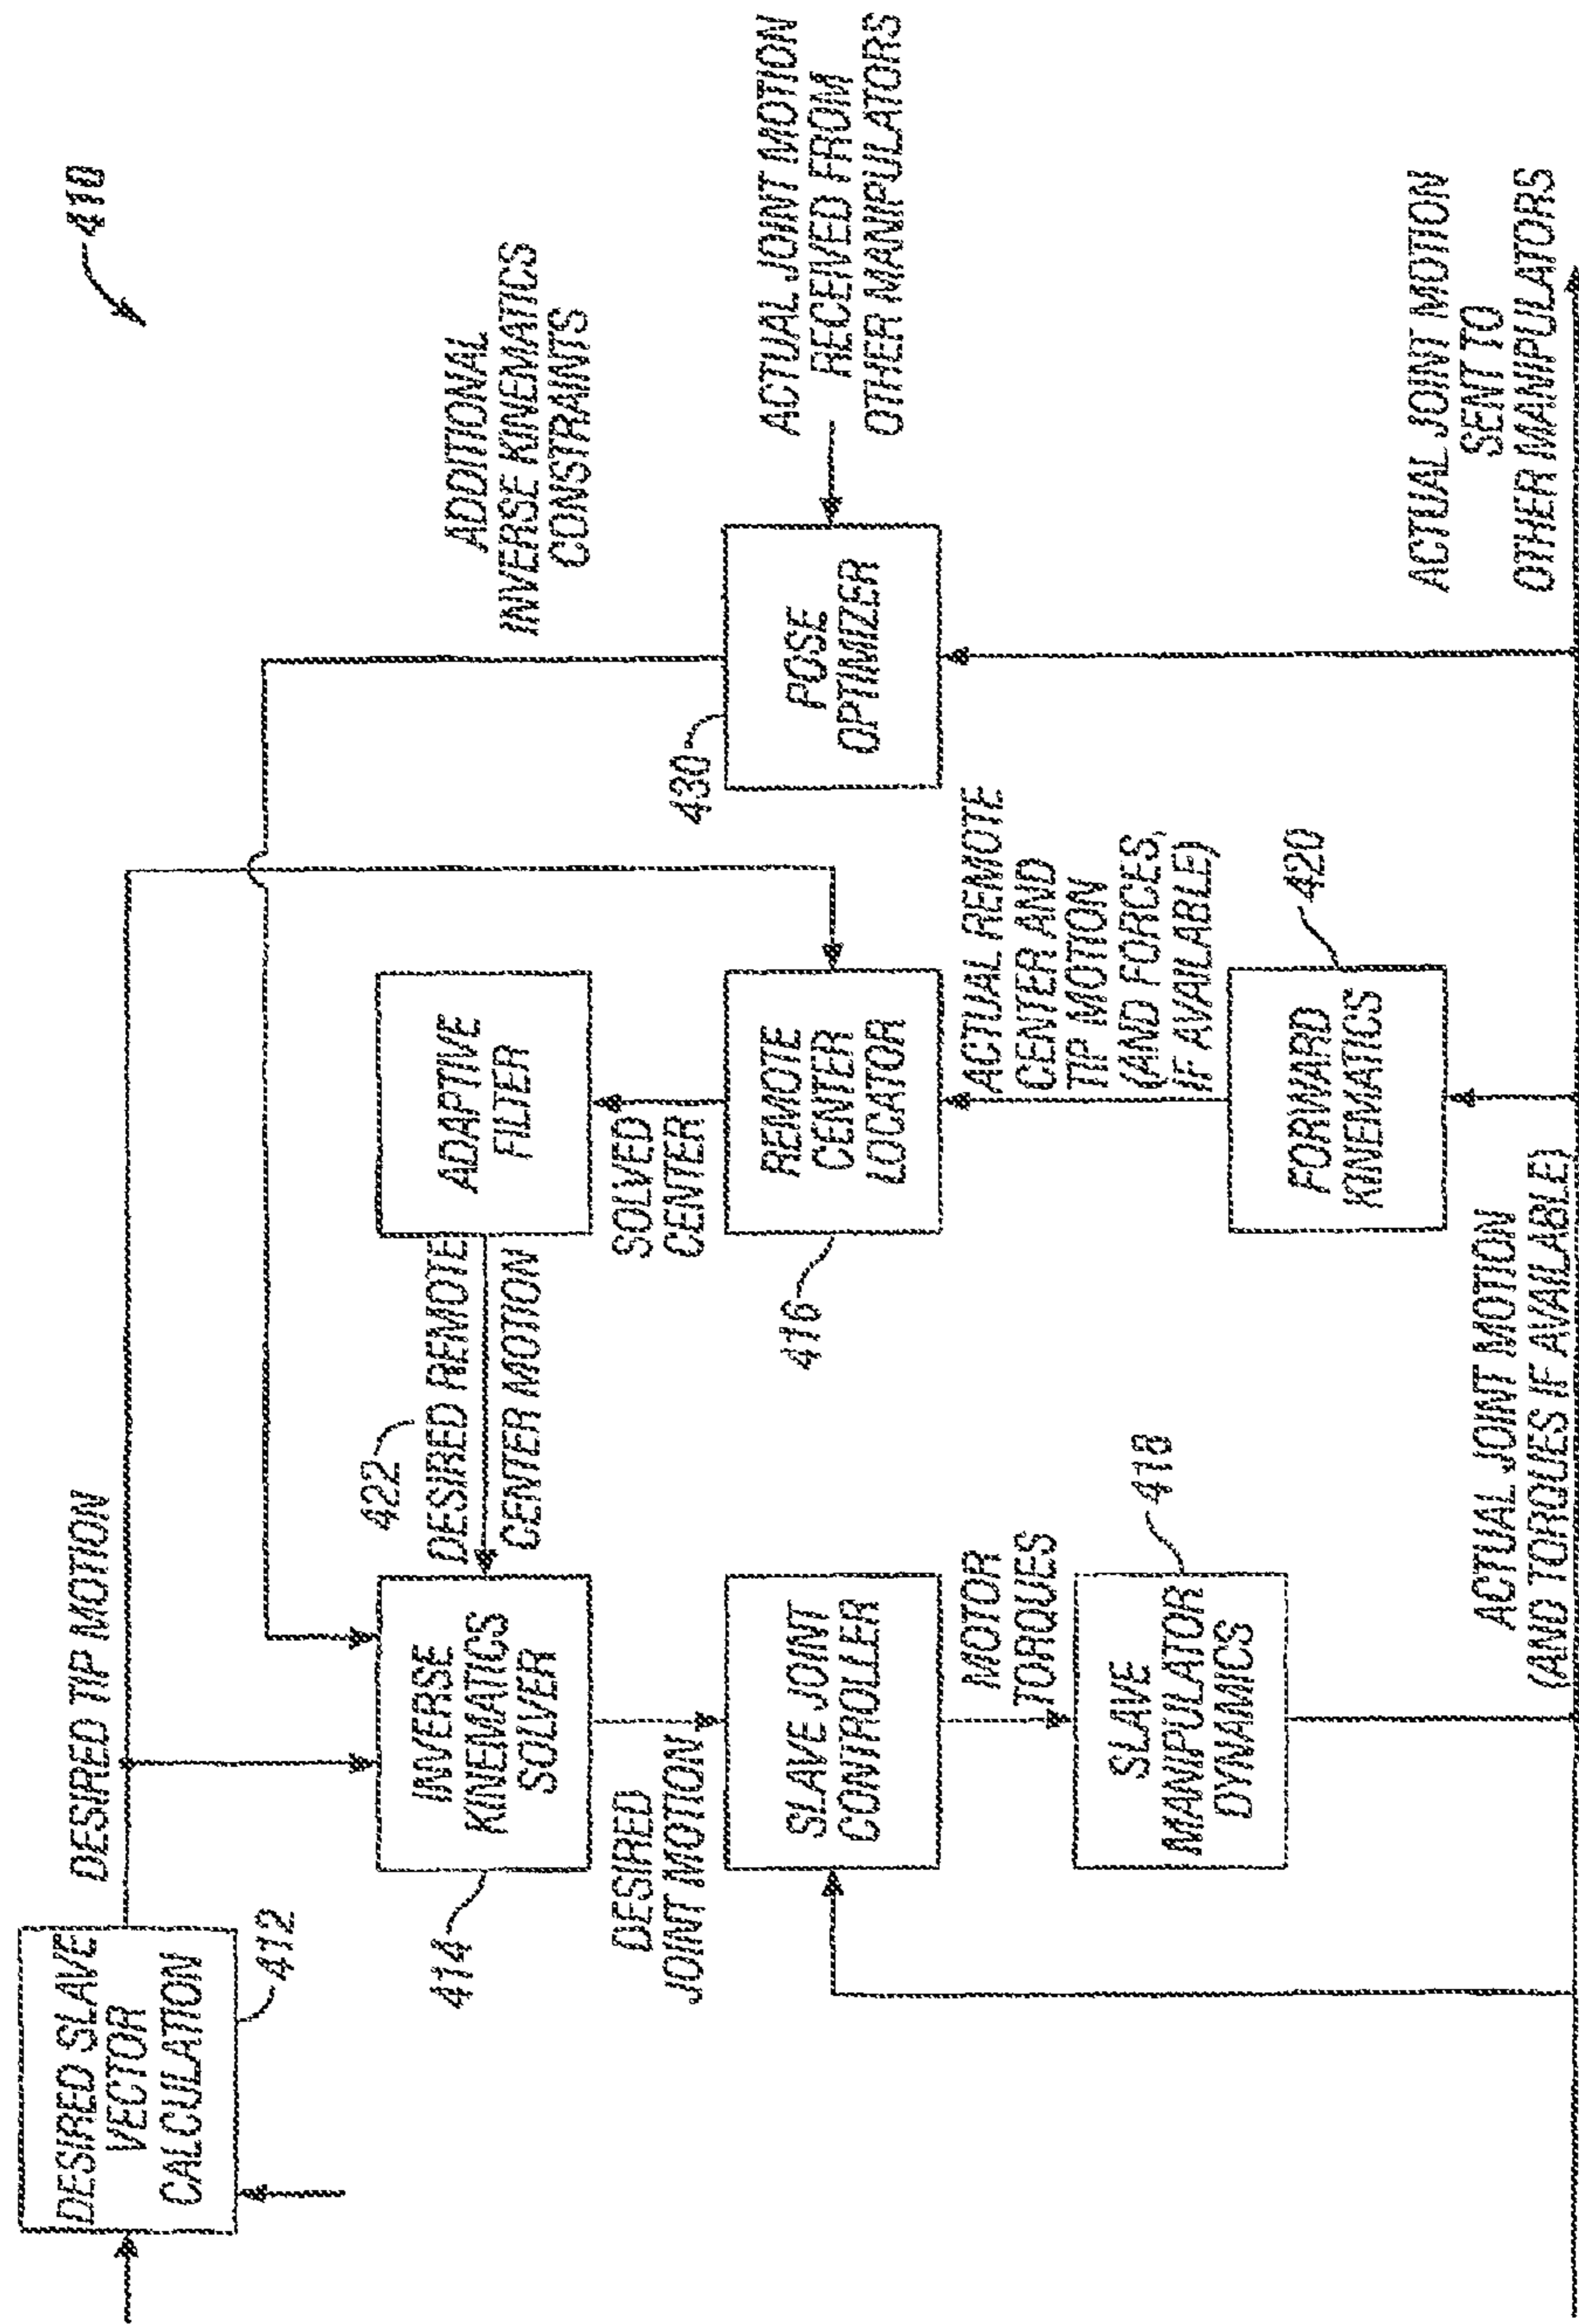 410
DESIRED SLAVE
VECTOR
CALCULATION
412
DESIRED TIP MOTION
ADDITIONAL
INVERSE KINEMATICS
CONSTRAINTS
INVERSE
KINEMATICS
SOLVER
414
422
DESIRED REMOTE
CENTER MOTION
ADAPTIVE
FILTER
DESIRED
JOINT MOTION
SOLVED
CENTER
SLAVE JOINT
CONTROLLER
REMOTE
CENTER
LOCATOR
416
430
POSE
OPTIMIZER
ACTUAL JOINT MOTION
RECEIVED FROM
OTHER MANIPULATORS
MOTOR
TORQUES
ACTUAL REMOTE
CENTER AND
TIP MOTION
(AND FORCES,
IF AVAILABLE)
SLAVE
MANIPULATOR
DYNAMICS
418
FORWARD
KINEMATICS
420
ACTUAL JOINT MOTION
(AND TORQUES IF AVAILABLE)
ACTUAL JOINT MOTION
SENT TO
OTHER MANIPULATORS